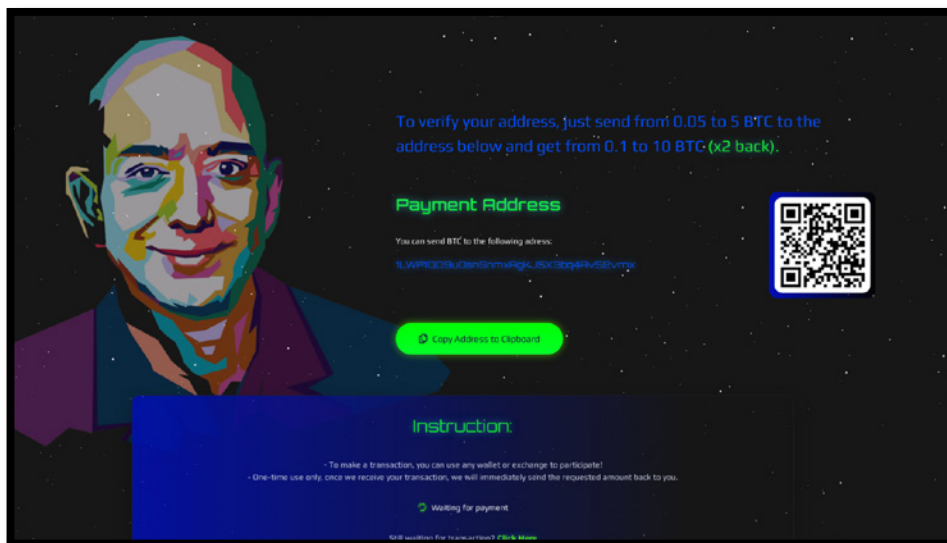 To verify your address, just send from 0.05 to 5 BTC to the
address below and get from 0.1 to 10 BTC (x2 back).
Payment Address
You can send BTC to the following adress:
Copy Address to Clipboard
Instruction:
- To make a transaction, you can use any wallet or exchange to participate!
- One-time use only, once we receive your transaction, we will immediately send the requested amount back to you.
Waiting for payment
Still waiting for transaction? Click Here